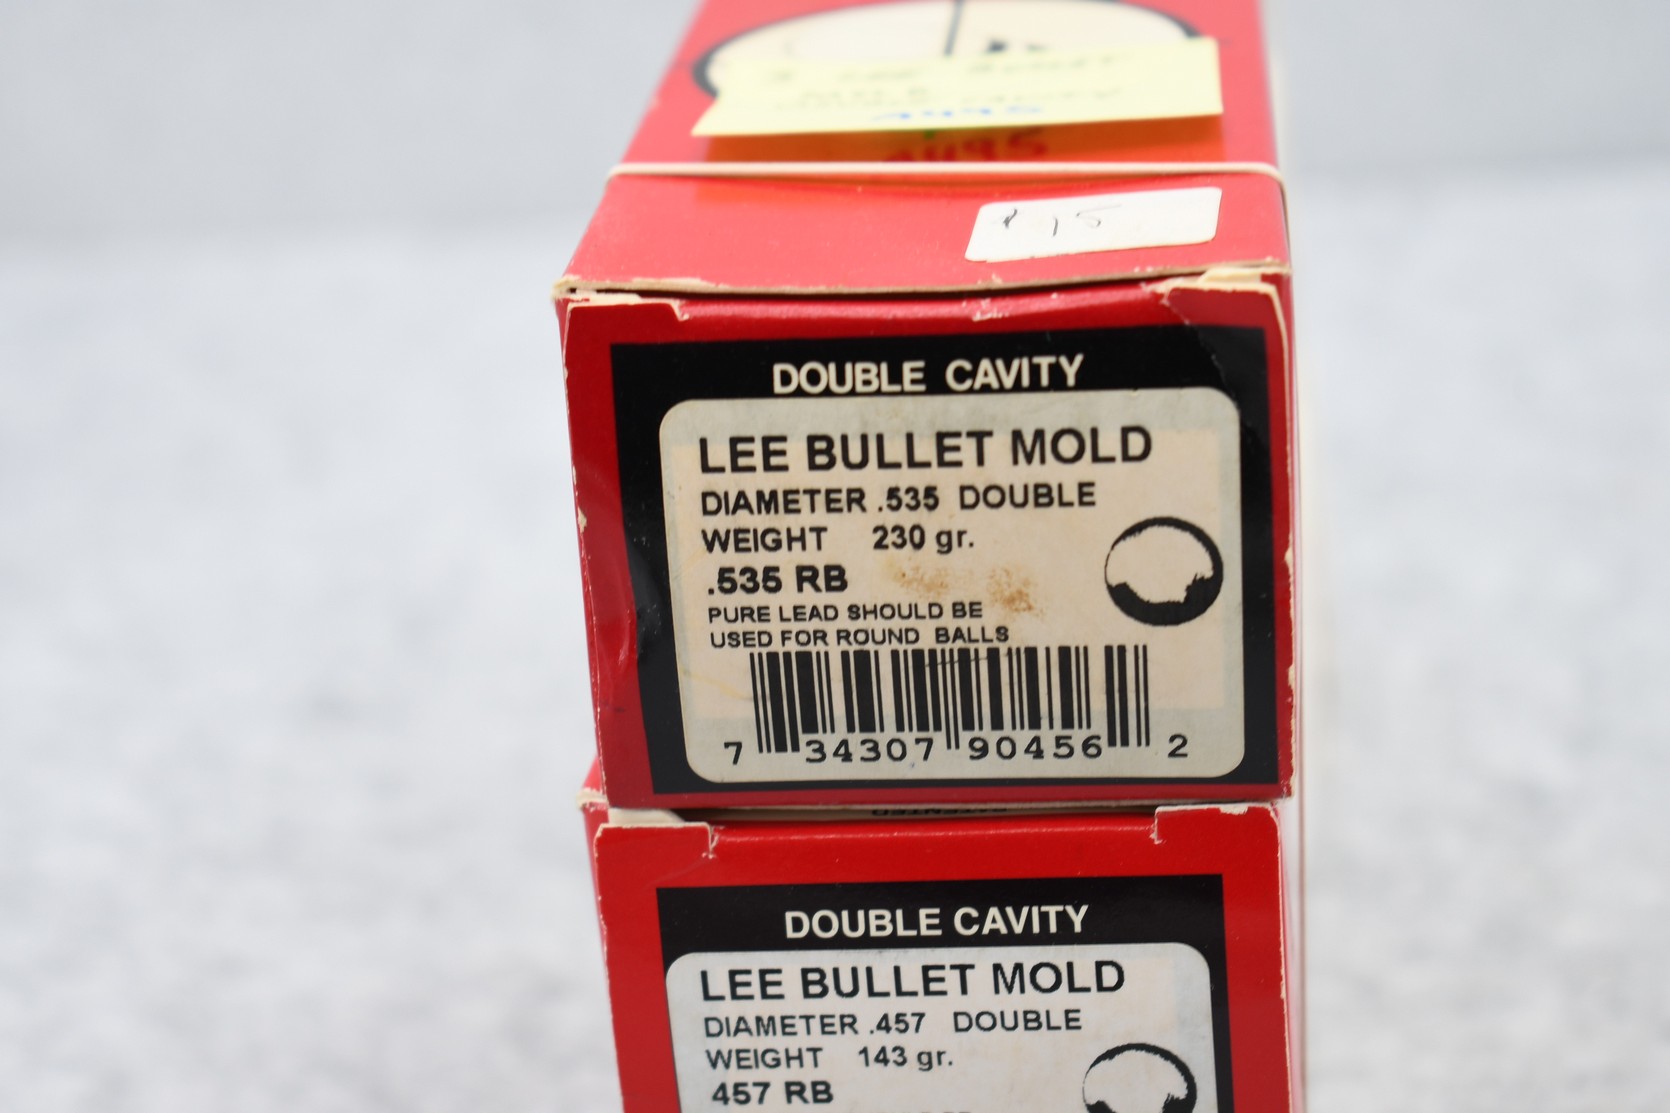 $15
DOUBLE CAVITY
LEE BULLET MOLD
DIAMETER .535 DOUBLE
WEIGHT 230 gr.
.535 RB
PURE LEAD SHOULD BE
USED FOR ROUND BALLS
7 34307 90456 2
DOUBLE CAVITY
LEE BULLET MOLD
DIAMETER .457 DOUBLE
WEIGHT 143 gr.
457 RB